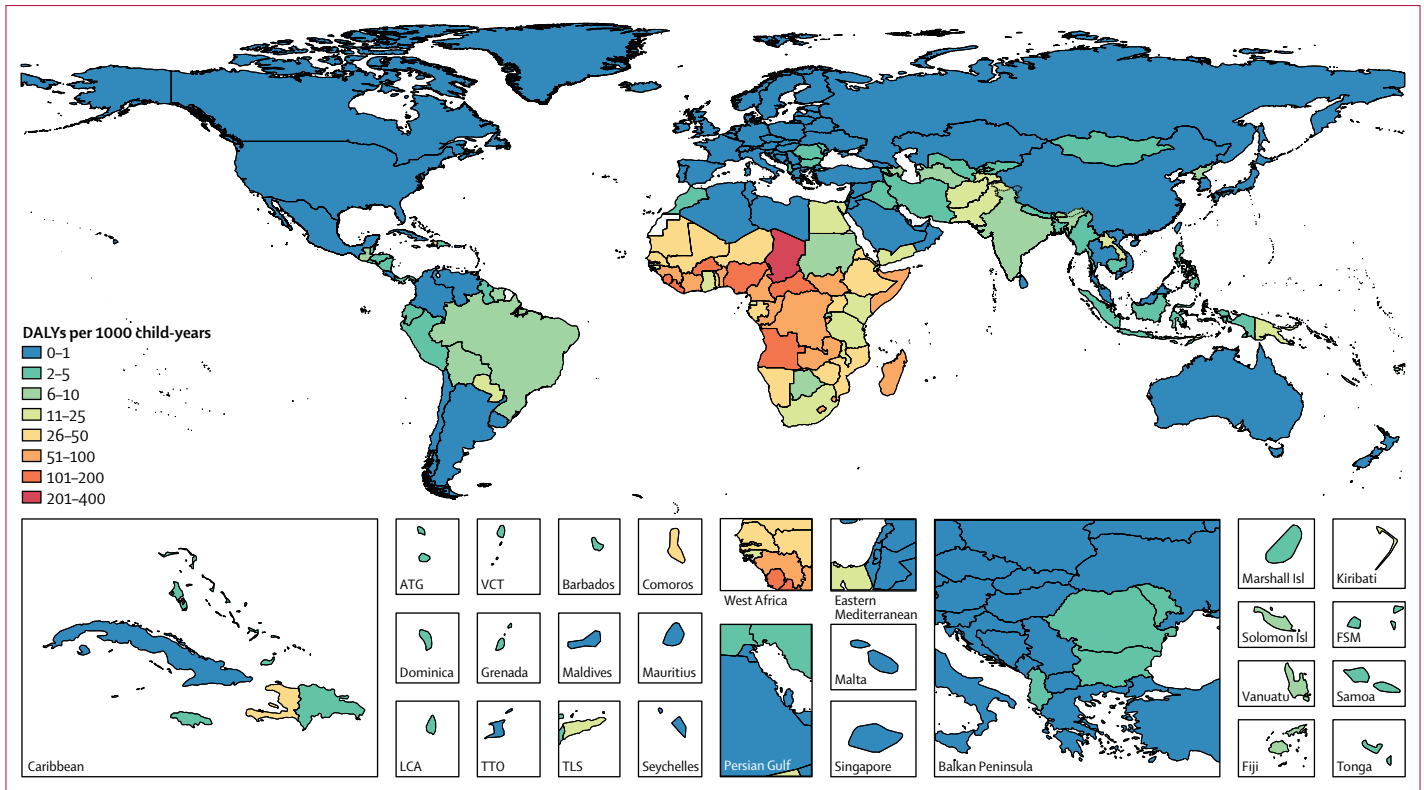 DALYs per 1000 child-years
0–1
2–5
6–10
11–25
26–50
51–100
101–200
201–400
Caribbean
ATG
VCT
Barbados
Comoros
West Africa
Eastern
Mediterranean
Dominica
Grenada
Maldives
Mauritius
LCA
TTO
TLS
Seychelles
Persian Gulf
Malta
Singapore
Balkan Peninsula
Marshall Isl
Kiribati
Solomon Isl
FSM
Vanuatu
Samoa
Fiji
Tonga